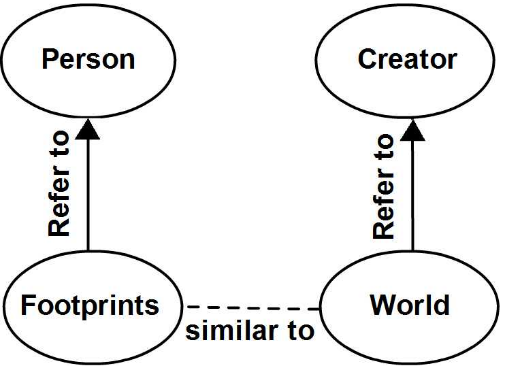 Person
Creator
Refer to
Refer to
Footprints
similar to
World